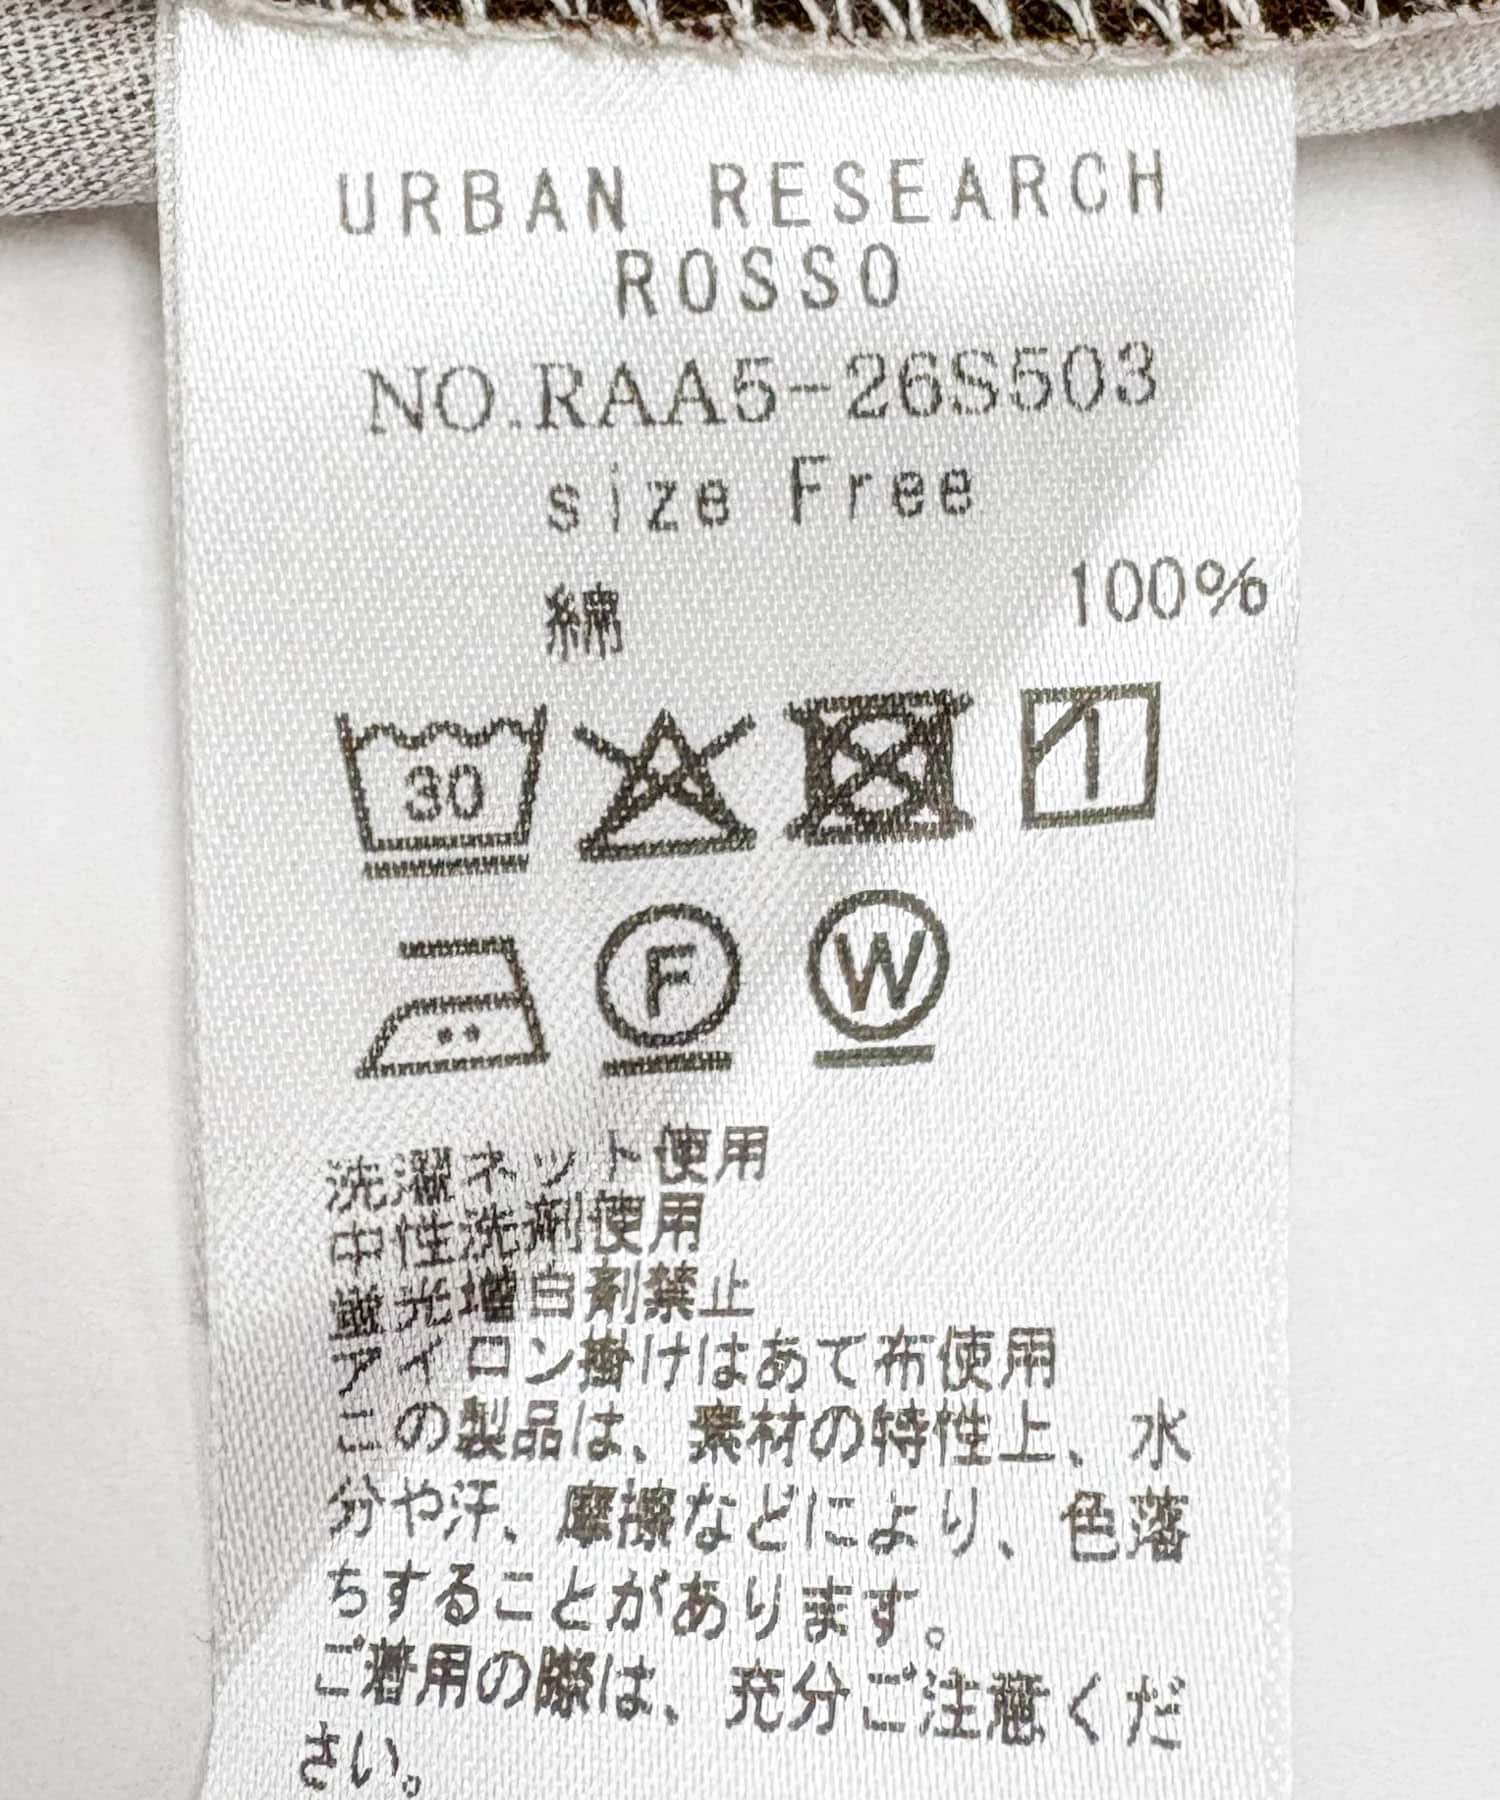 URBAN RESEARCH
ROSSO
NO.RAA5-26S503
size Free
綿 100%
30
F W
洗濯ネット使用
中性洗剤使用
蛍光増白剤禁止
アイロン掛けはあて布使用
この製品は、素材の特性上、水
分や汗、摩擦などにより、色落
ちすることがあります。
ご着用の際は、充分ご注意くだ
さい。